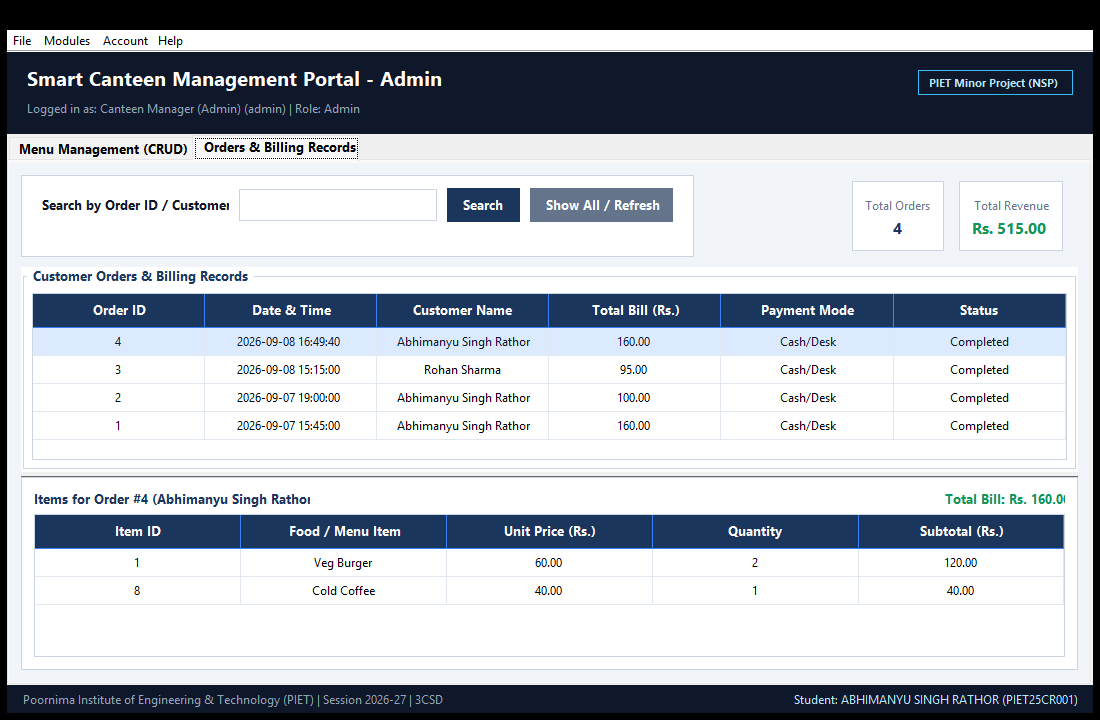 File Modules Account Help
Smart Canteen Management Portal - Admin
PIET Minor Project (NSP)
Logged in as: Canteen Manager (Admin) (admin) | Role: Admin
Menu Management (CRUD) Orders & Billing Records
Search by Order ID / Customer Search Show All / Refresh
Total Orders
4
Total Revenue
Rs. 515.00
Customer Orders & Billing Records
Order ID Date & Time Customer Name Total Bill (Rs.) Payment Mode Status
4 2026-09-08 16:49:40 Abhimanyu Singh Rathor 160.00 Cash/Desk Completed
3 2026-09-08 15:15:00 Rohan Sharma 95.00 Cash/Desk Completed
2 2026-09-07 19:00:00 Abhimanyu Singh Rathor 100.00 Cash/Desk Completed
1 2026-09-07 15:45:00 Abhimanyu Singh Rathor 160.00 Cash/Desk Completed
Items for Order #4 (Abhimanyu Singh Rathor Total Bill: Rs. 160.00
Item ID Food / Menu Item Unit Price (Rs.) Quantity Subtotal (Rs.)
1 Veg Burger 60.00 2 120.00
8 Cold Coffee 40.00 1 40.00
Poornima Institute of Engineering & Technology (PIET) | Session 2026-27 | 3CSD Student: ABHIMANYU SINGH RATHOR (PIET25CR001)